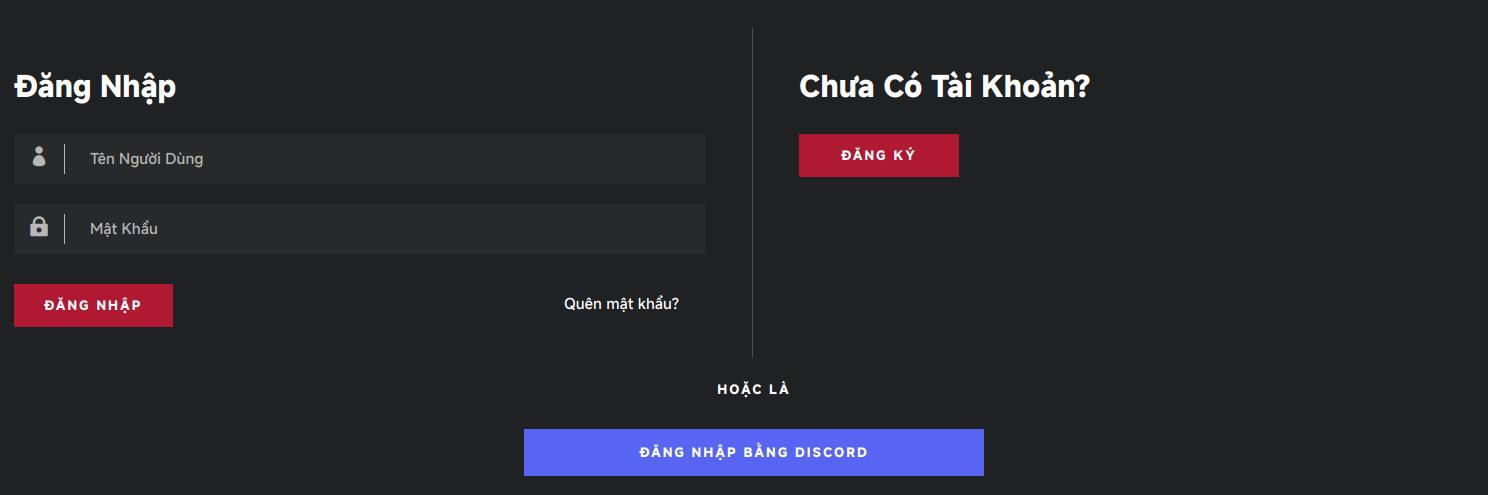 Đăng Nhập
Tên Người Dùng
Mật Khẩu
ĐĂNG NHẬP
Quên mật khẩu?
Chưa Có Tài Khoản?
ĐĂNG KÝ
HOẶC LÀ
ĐĂNG NHẬP BẰNG DISCORD